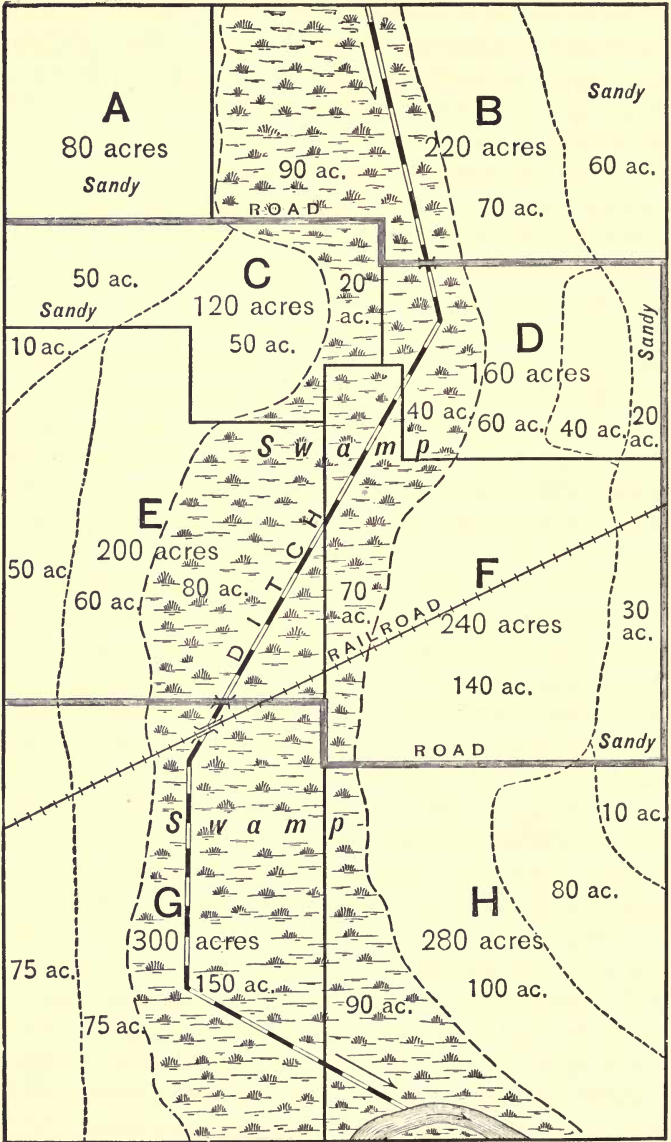 A
80 acres
Sandy
90 ac.
ROAD
B
220 acres
70 ac.
Sandy
60 ac.
50 ac.
Sandy
10 ac.
C
120 acres
50 ac.
20
ac.
D
160 acres
40 ac.
60 ac.
40 ac.
Sandy
20
ac.
Swamp
E
200 acres
50 ac.
60 ac.
80 ac.
DITCH
70
ac.
RAILROAD
F
240 acres
140 ac.
30
ac.
Sandy
ROAD
Swamp
G
300 acres
150 ac.
75 ac.
75 ac.
90 ac.
H
280 acres
100 ac.
80 ac.
10 ac.